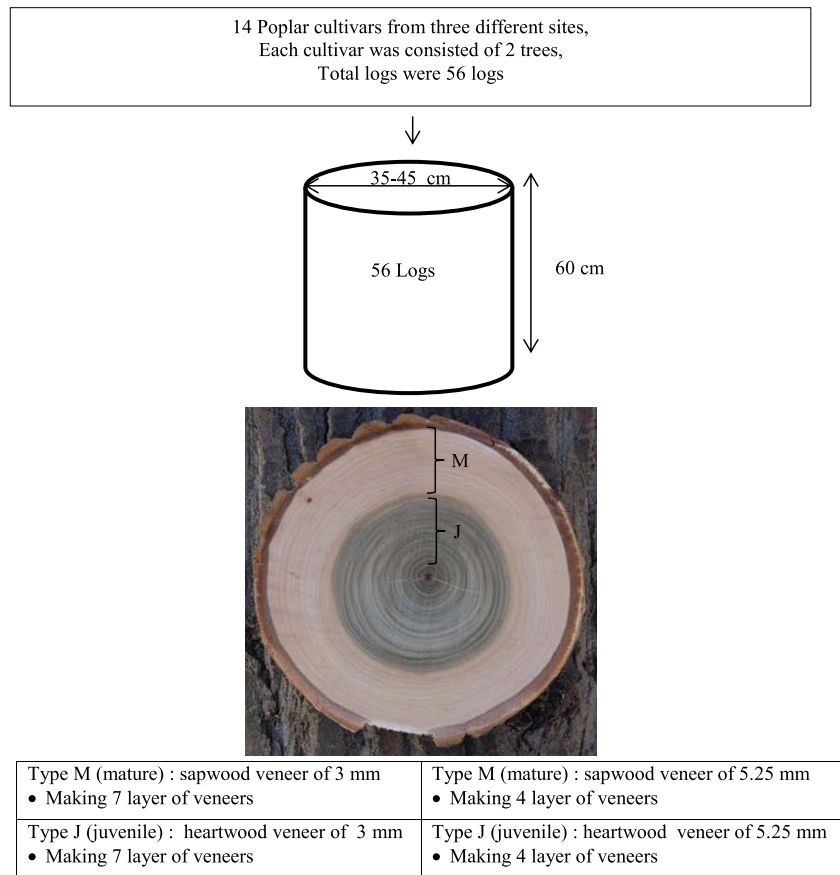 14 Poplar cultivars from three different sites,
Each cultivar was consisted of 2 trees,
Total logs were 56 logs
35-45 cm
56 Logs
60 cm
M
J
Type M (mature) : sapwood veneer of 3 mm
• Making 7 layer of veneers
Type M (mature) : sapwood veneer of 5.25 mm
• Making 4 layer of veneers
Type J (juvenile) : heartwood veneer of 3 mm
• Making 7 layer of veneers
Type J (juvenile) : heartwood veneer of 5.25 mm
• Making 4 layer of veneers